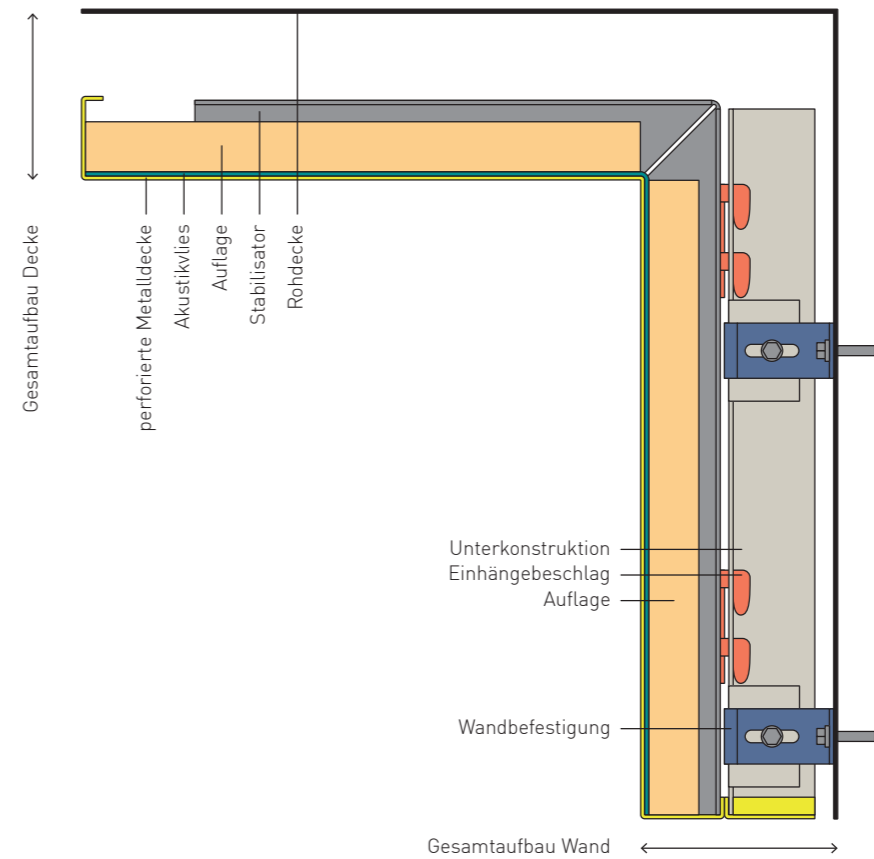 Gesamtaufbau Decke
perforierte Metalldecke
Akustikvlies
Auflage
Stabilisator
Rohdecke
Unterkonstruktion
Einhängebeschlag
Auflage
Wandbefestigung
Gesamtaufbau Wand